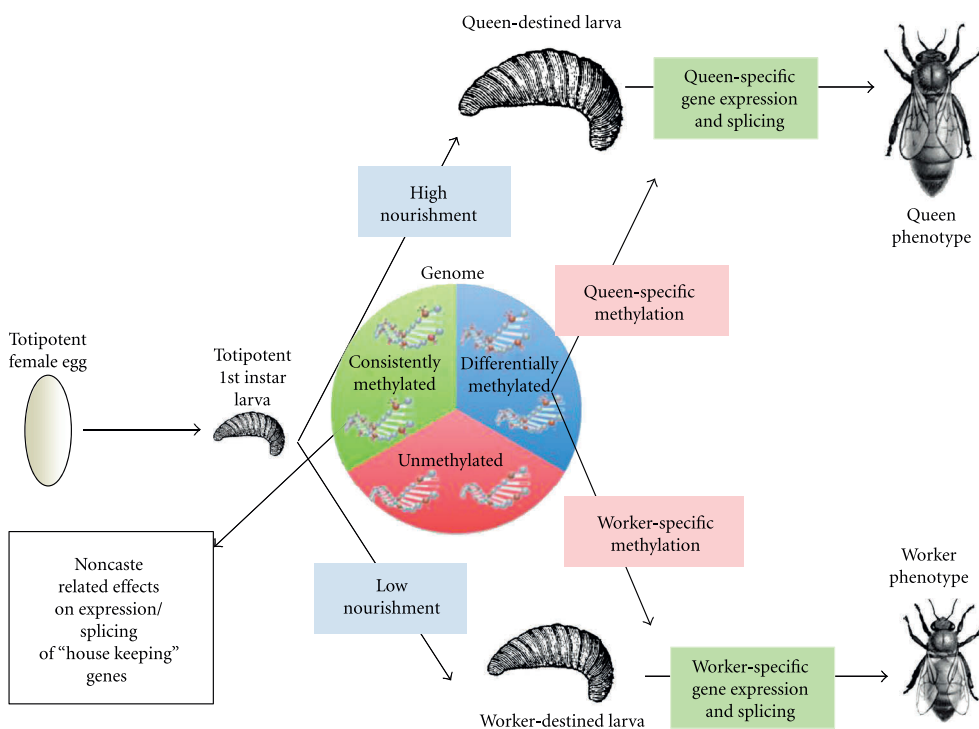 Queen-destined larva
Queen-specific
gene expression
and splicing
Queen
phenotype
High
nourishment
Genome
Queen-specific
methylation
Totipotent
female egg
Totipotent
1st instar
larva
Consistently
methylated
Differentially
methylated
Unmethylated
Worker-specific
methylation
Noncaste
related effects
on expression/
splicing
of “house keeping”
genes
Low
nourishment
Worker
phenotype
Worker-destined larva
Worker-specific
gene expression
and splicing